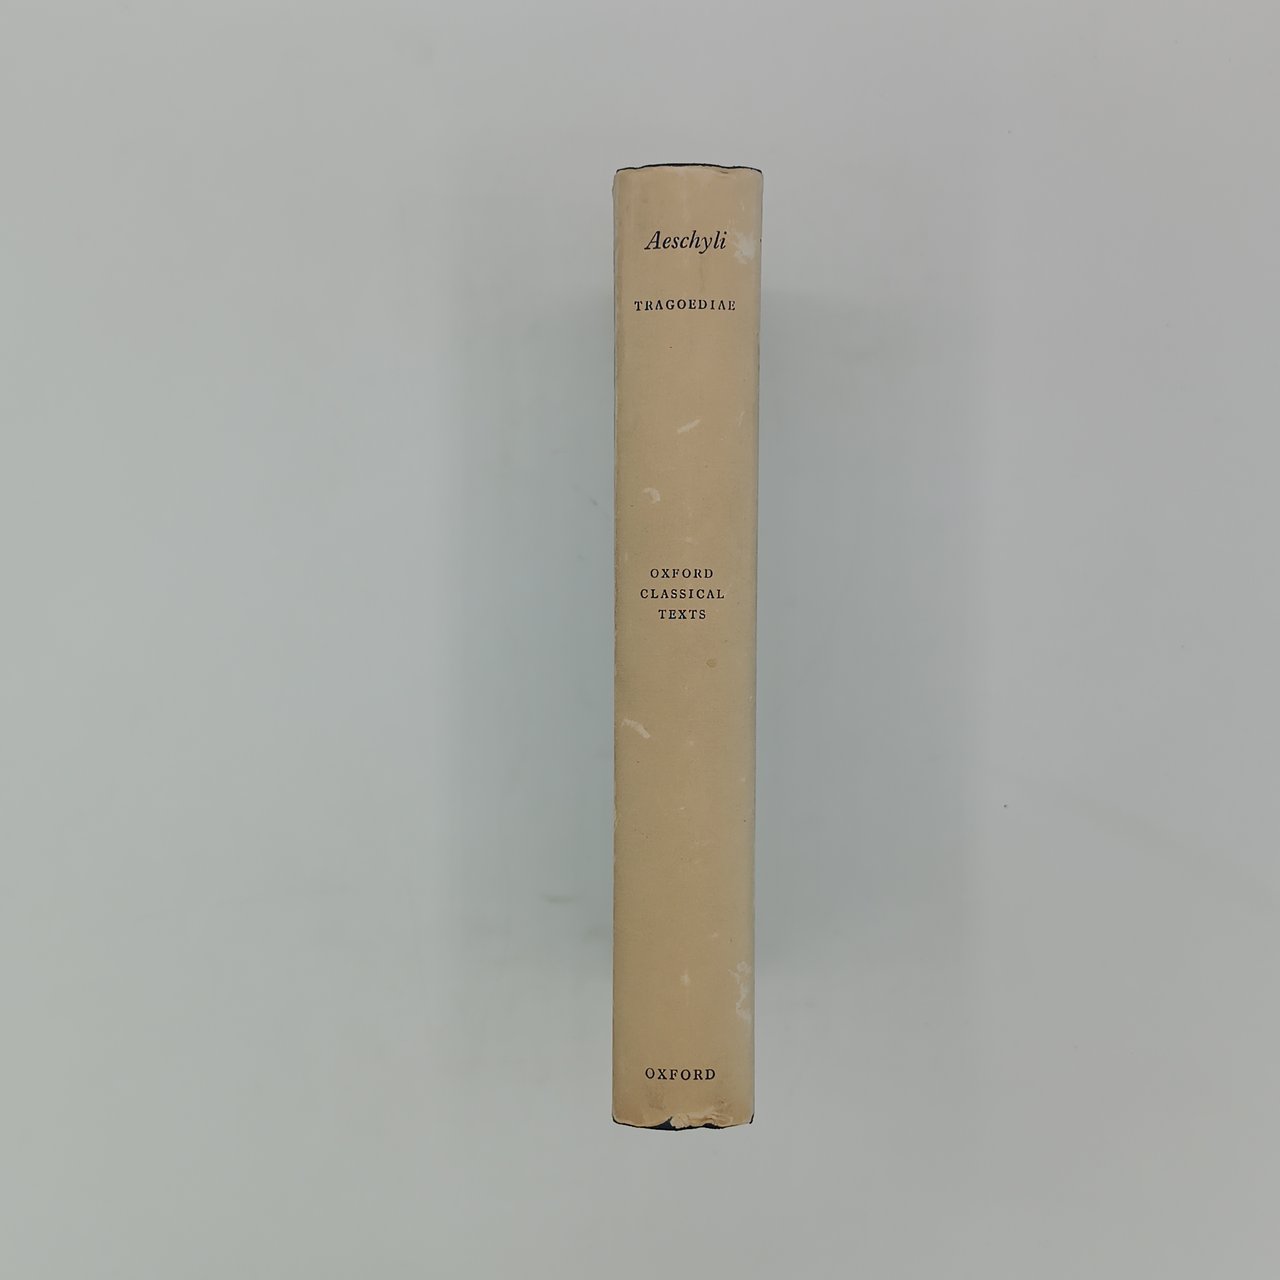 Aeschyli
TRAGOEDIAE
OXFORD
CLASSICAL
TEXTS
OXFORD